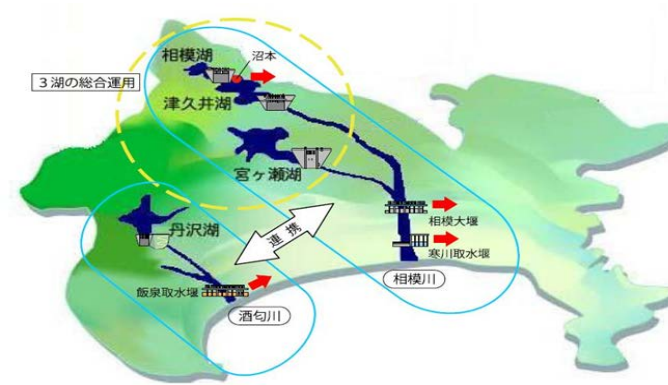 相模湖
沼本
3湖の総合運用
津久井湖
宮ヶ瀬湖
丹沢湖
連携
相模大堰
寒川取水堰
飯泉取水堰
相模川
酒匂川